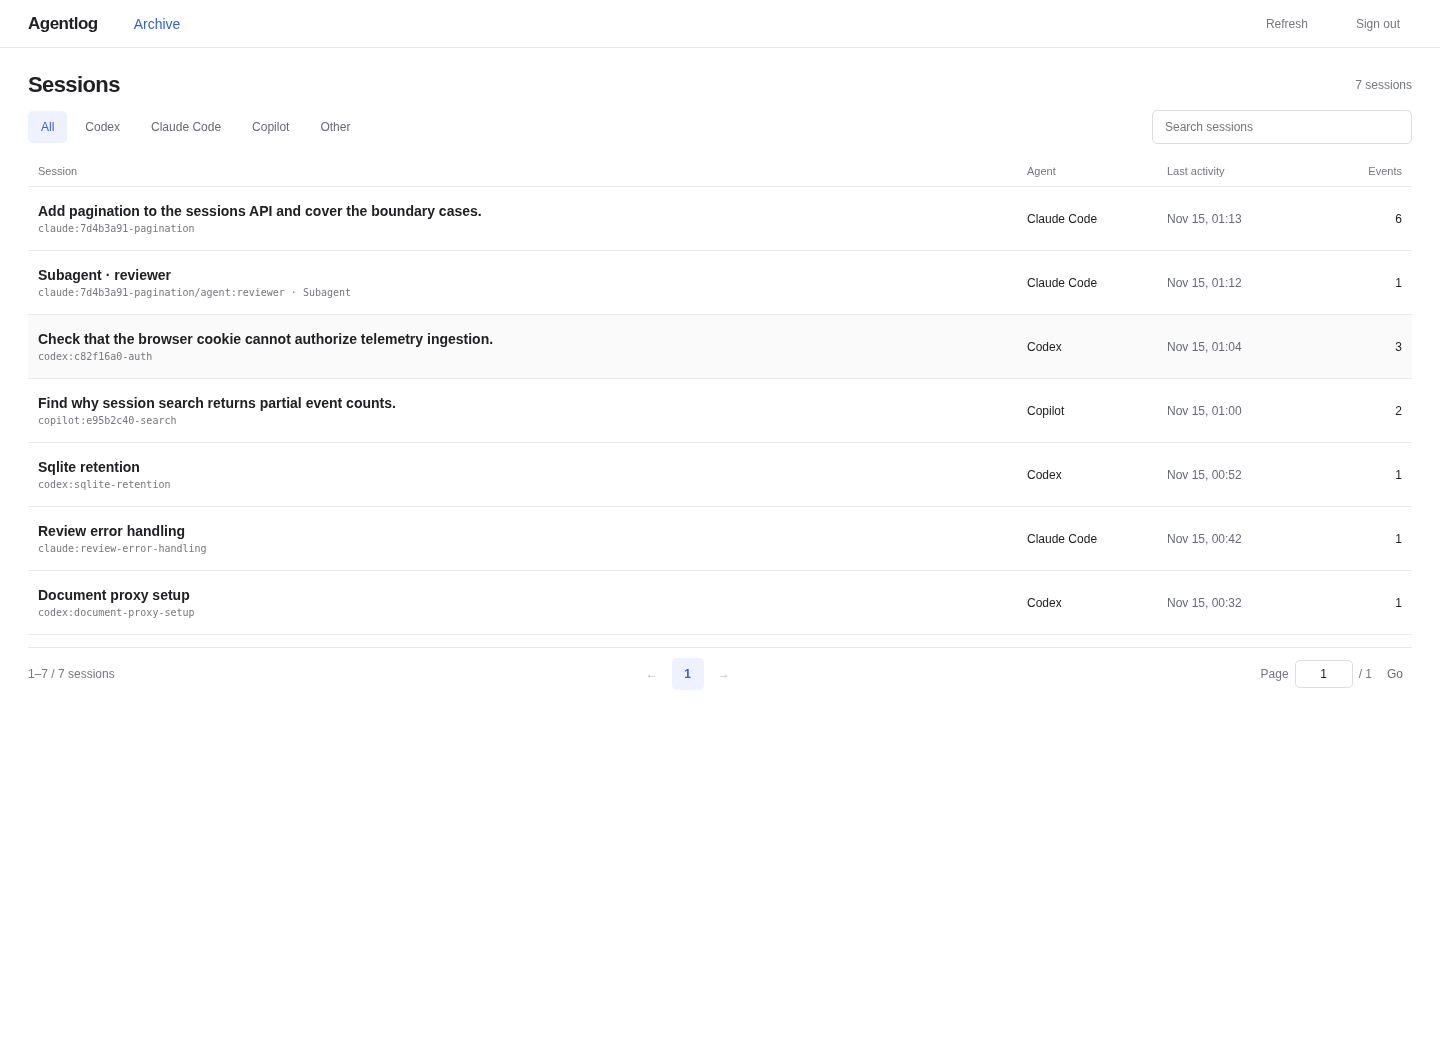 Agentlog
Archive
Refresh
Sign out
Sessions
7 sessions
All
Codex
Claude Code
Copilot
Other
Search sessions
Session
Agent
Last activity
Events
Add pagination to the sessions API and cover the boundary cases.
claude:7d4b3a91-pagination
Claude Code
Nov 15, 01:13
6
Subagent · reviewer
claude:7d4b3a91-pagination/agent:reviewer · Subagent
Claude Code
Nov 15, 01:12
1
Check that the browser cookie cannot authorize telemetry ingestion.
codex:c82f16a0-auth
Codex
Nov 15, 01:04
3
Find why session search returns partial event counts.
copilot:e95b2c40-search
Copilot
Nov 15, 01:00
2
Sqlite retention
codex:sqlite-retention
Codex
Nov 15, 00:52
1
Review error handling
claude:review-error-handling
Claude Code
Nov 15, 00:42
1
Document proxy setup
codex:document-proxy-setup
Codex
Nov 15, 00:32
1
1–7 / 7 sessions
← 1 →
Page 1 / 1 Go